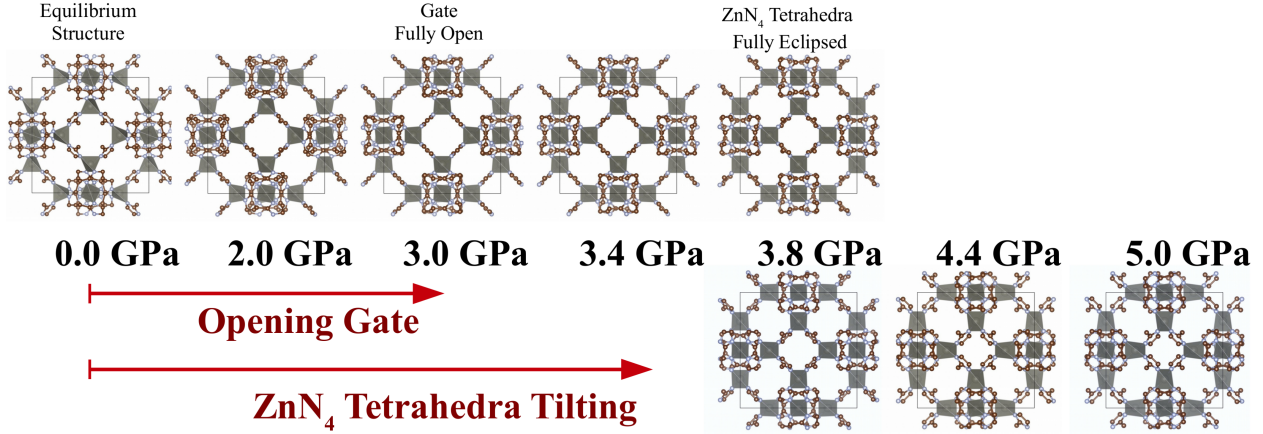 Equilibrium
Structure
Gate
Fully Open
ZnN₄ Tetrahedra
Fully Eclipsed
0.0 GPa
2.0 GPa
3.0 GPa
3.4 GPa
3.8 GPa
4.4 GPa
5.0 GPa
Opening Gate
ZnN₄ Tetrahedra Tilting